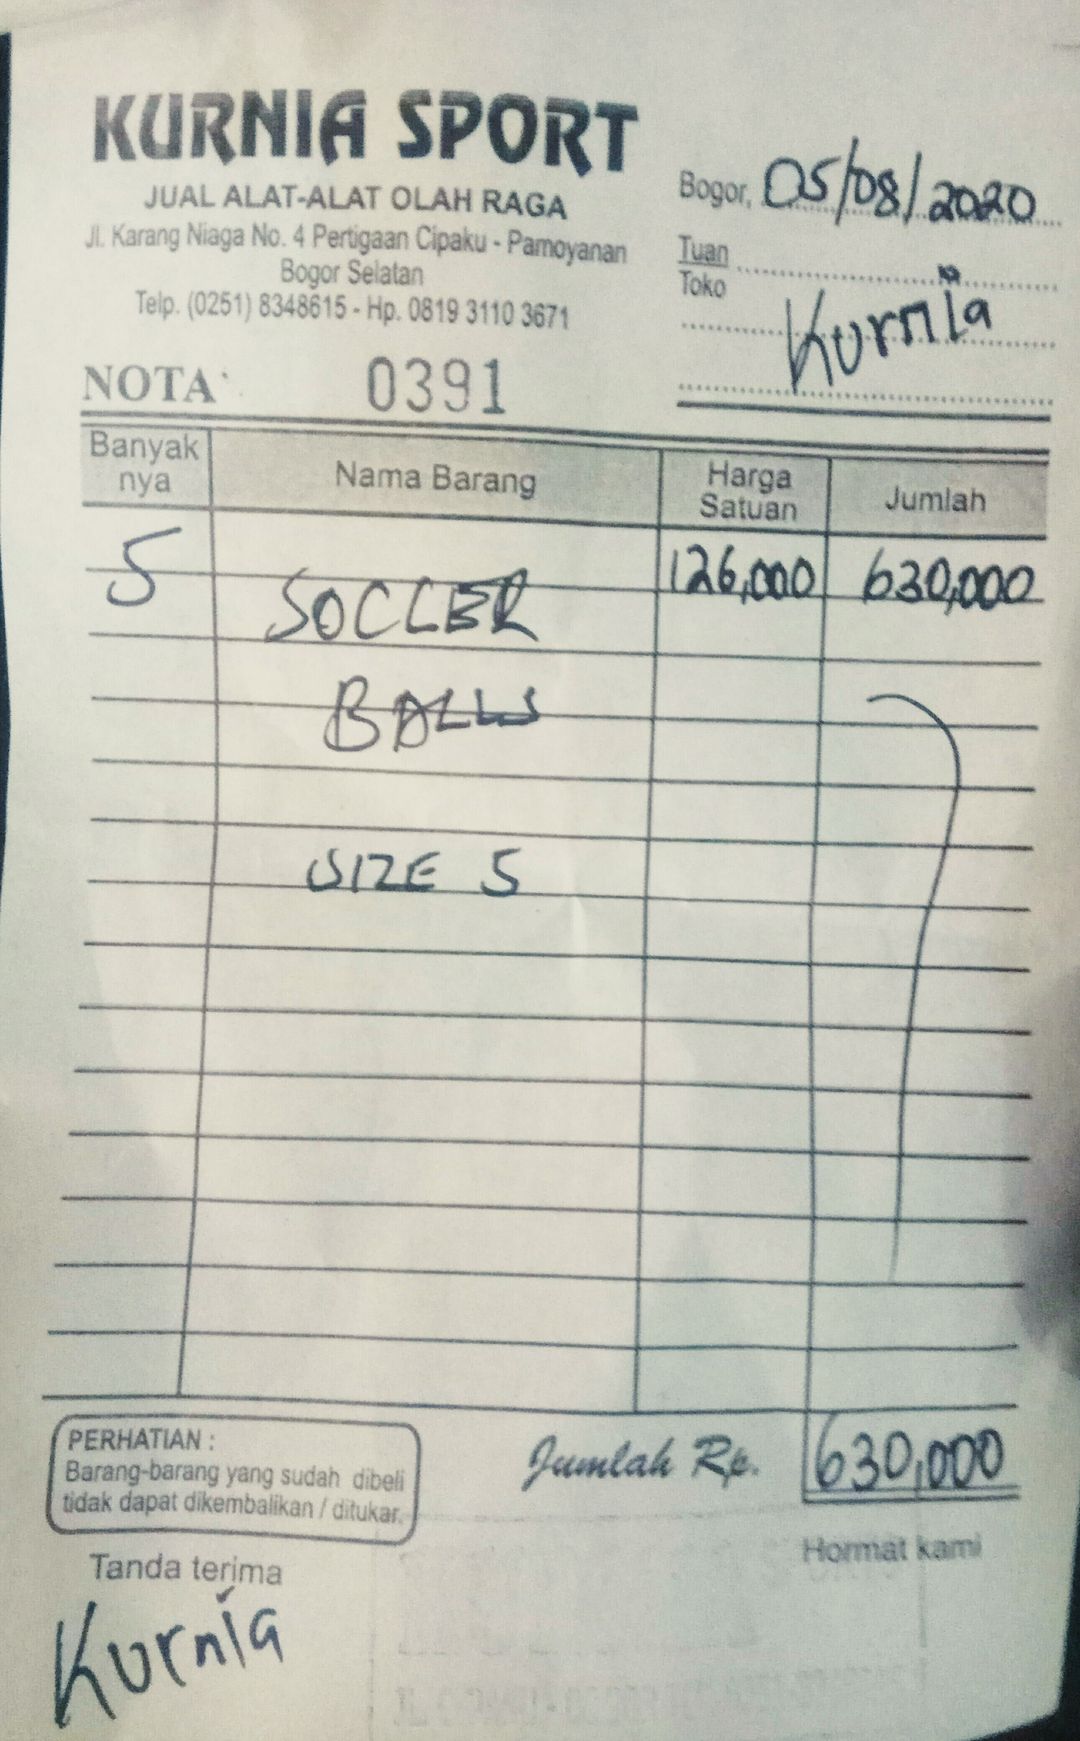 KURNIA SPORT
JUAL ALAT-ALAT OLAH RAGA
Jl. Karang Niaga No. 4 Pertigaan Cipaku - Pamoyanan
Bogor Selatan
Telp. (0251) 8348615 - Hp. 0819 3110 3671
Bogor, 05/08/2020
Tuan
Toko
Kurnia
NOTA: 0391
Banyak nya Nama Barang Harga Satuan Jumlah
5 SOCCER 126,000 630,000
BALLS
SIZE 5
Jumlah Rp. 630,000
PERHATIAN :
Barang-barang yang sudah dibeli
tidak dapat dikembalikan / ditukar.
Tanda terima
Hormat kami
Kurnia